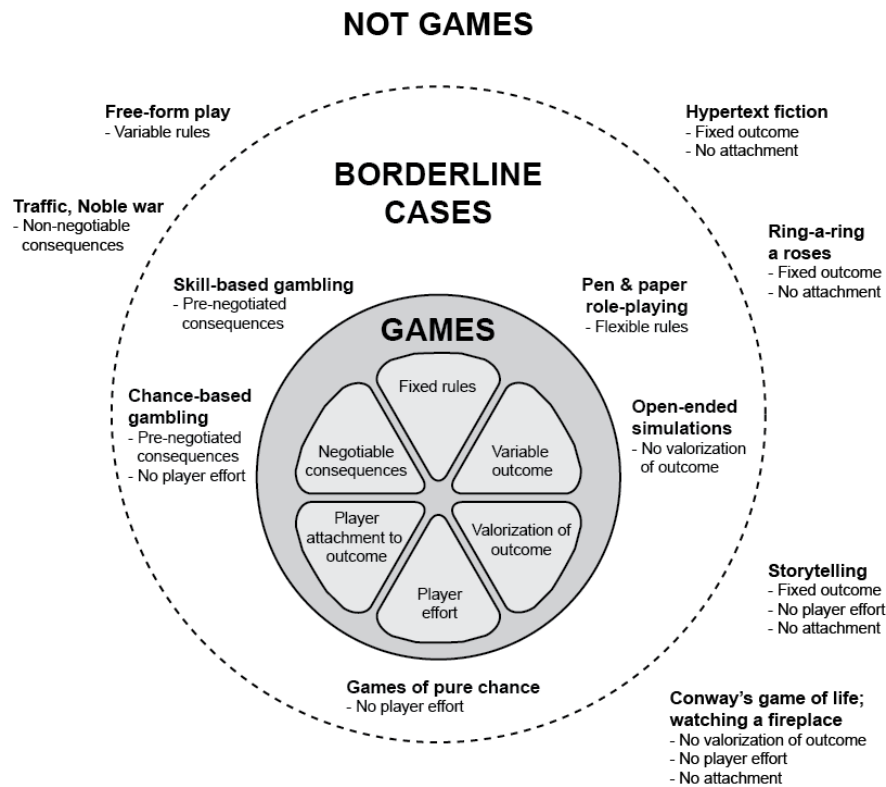 NOT GAMES
Free-form play
- Variable rules
Hypertext fiction
- Fixed outcome
- No attachment
BORDERLINE
CASES
Traffic, Noble war
- Non-negotiable
consequences
Ring-a-ring
a roses
- Fixed outcome
- No attachment
Skill-based gambling
- Pre-negotiated
consequences
Pen & paper
role-playing
- Flexible rules
GAMES
Fixed rules
Chance-based
gambling
- Pre-negotiated
consequences
- No player effort
Negotiable
consequences
Variable
outcome
Open-ended
simulations
- No valorization
of outcome
Player
attachment to
outcome
Valorization of
outcome
Player
effort
Storytelling
- Fixed outcome
- No player effort
- No attachment
Games of pure chance
- No player effort
Conway's game of life;
watching a fireplace
- No valorization of outcome
- No player effort
- No attachment